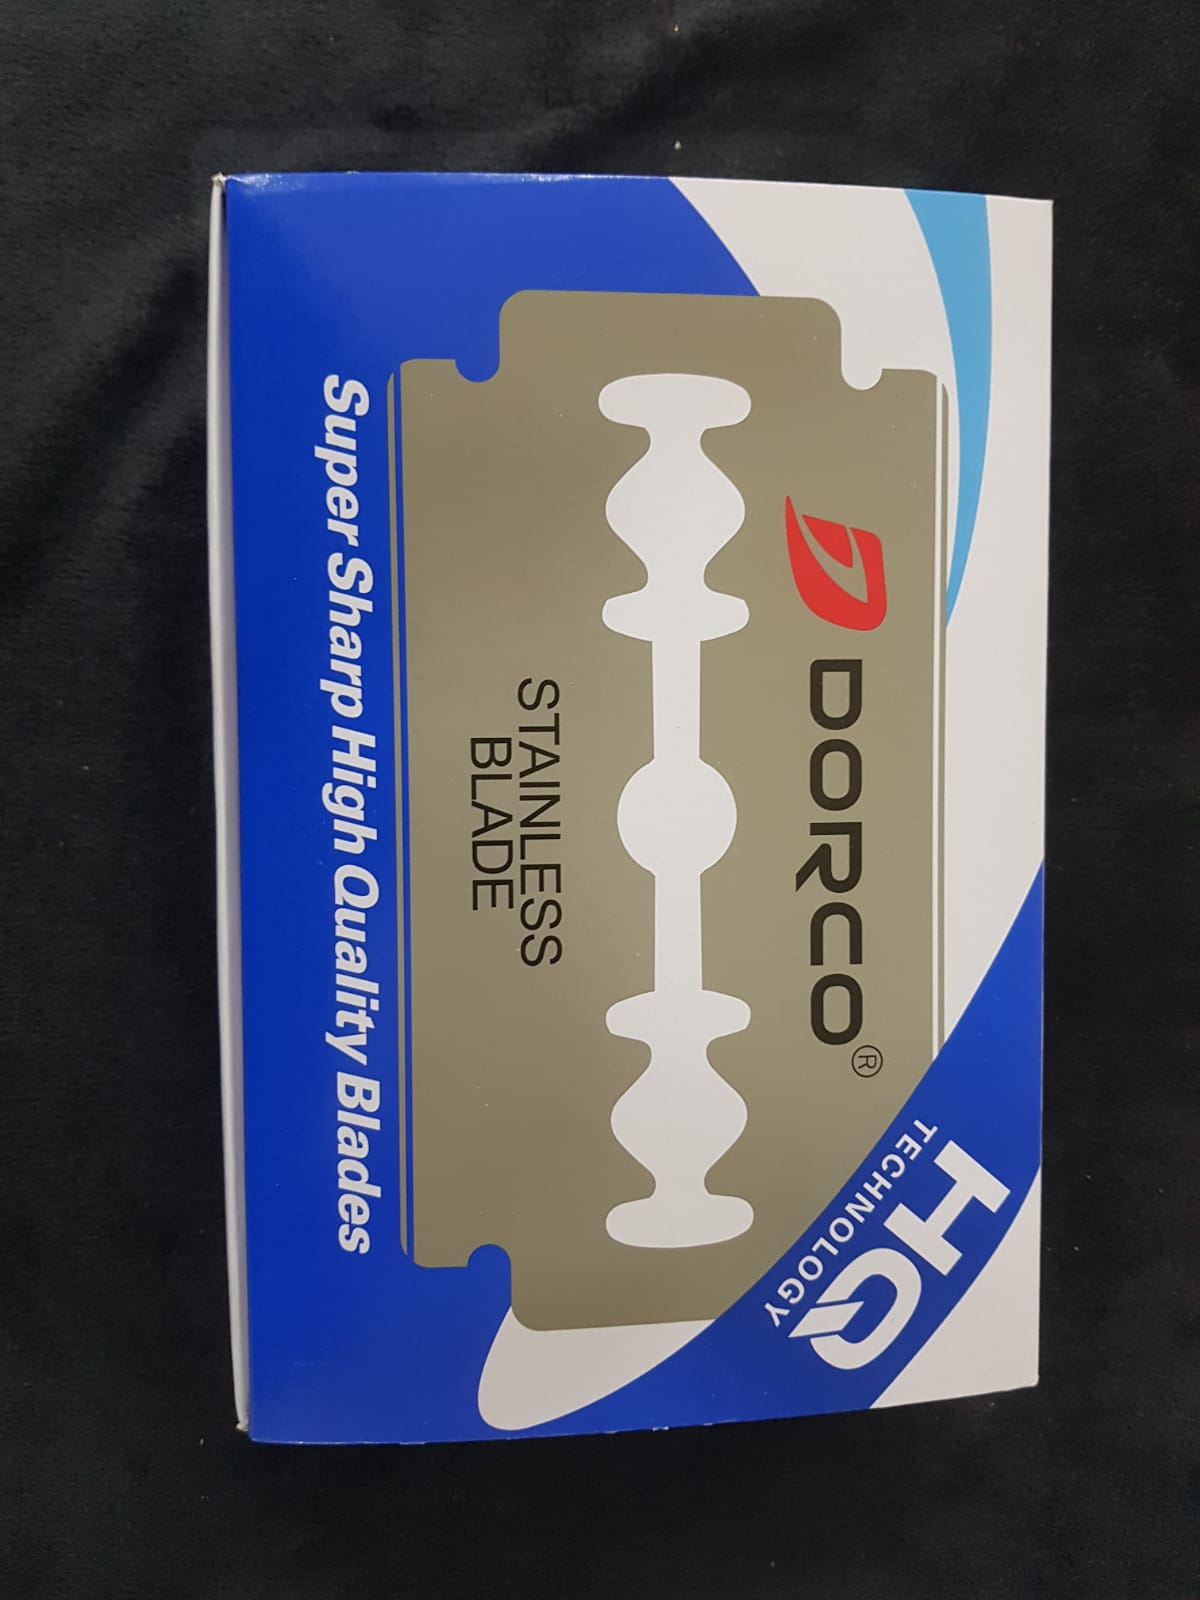 DORCO®
HQ
TECHNOLOGY
STAINLESS
BLADE
Super Sharp High Quality Blades